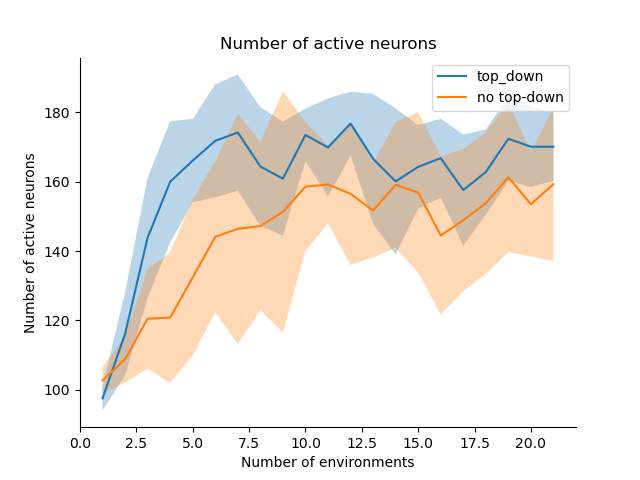 Number of active neurons
top_down
no top-down
Number of active neurons
180
160
140
120
100
0.0 2.5 5.0 7.5 10.0 12.5 15.0 17.5 20.0
Number of environments